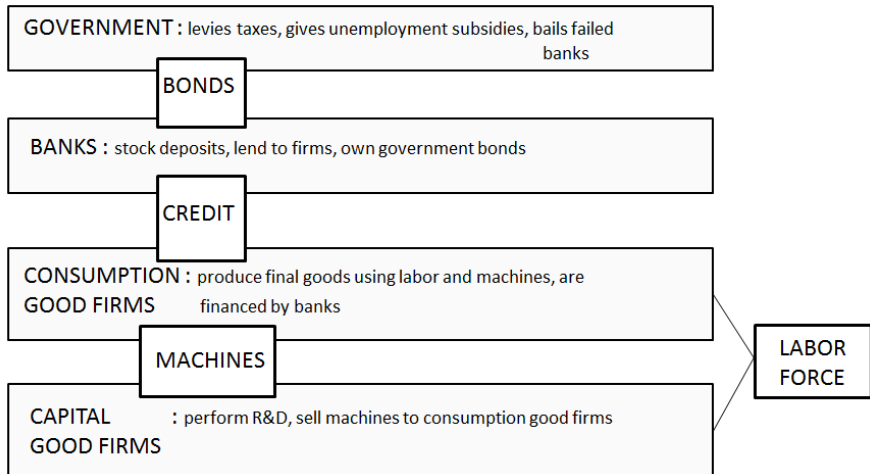 GOVERNMENT : levies taxes, gives unemployment subsidies, bails failed
banks
BONDS
BANKS : stock deposits, lend to firms, own government bonds
CREDIT
CONSUMPTION : produce final goods using labor and machines, are
GOOD FIRMS financed by banks
MACHINES
LABOR
FORCE
CAPITAL : perform R&D, sell machines to consumption good firms
GOOD FIRMS